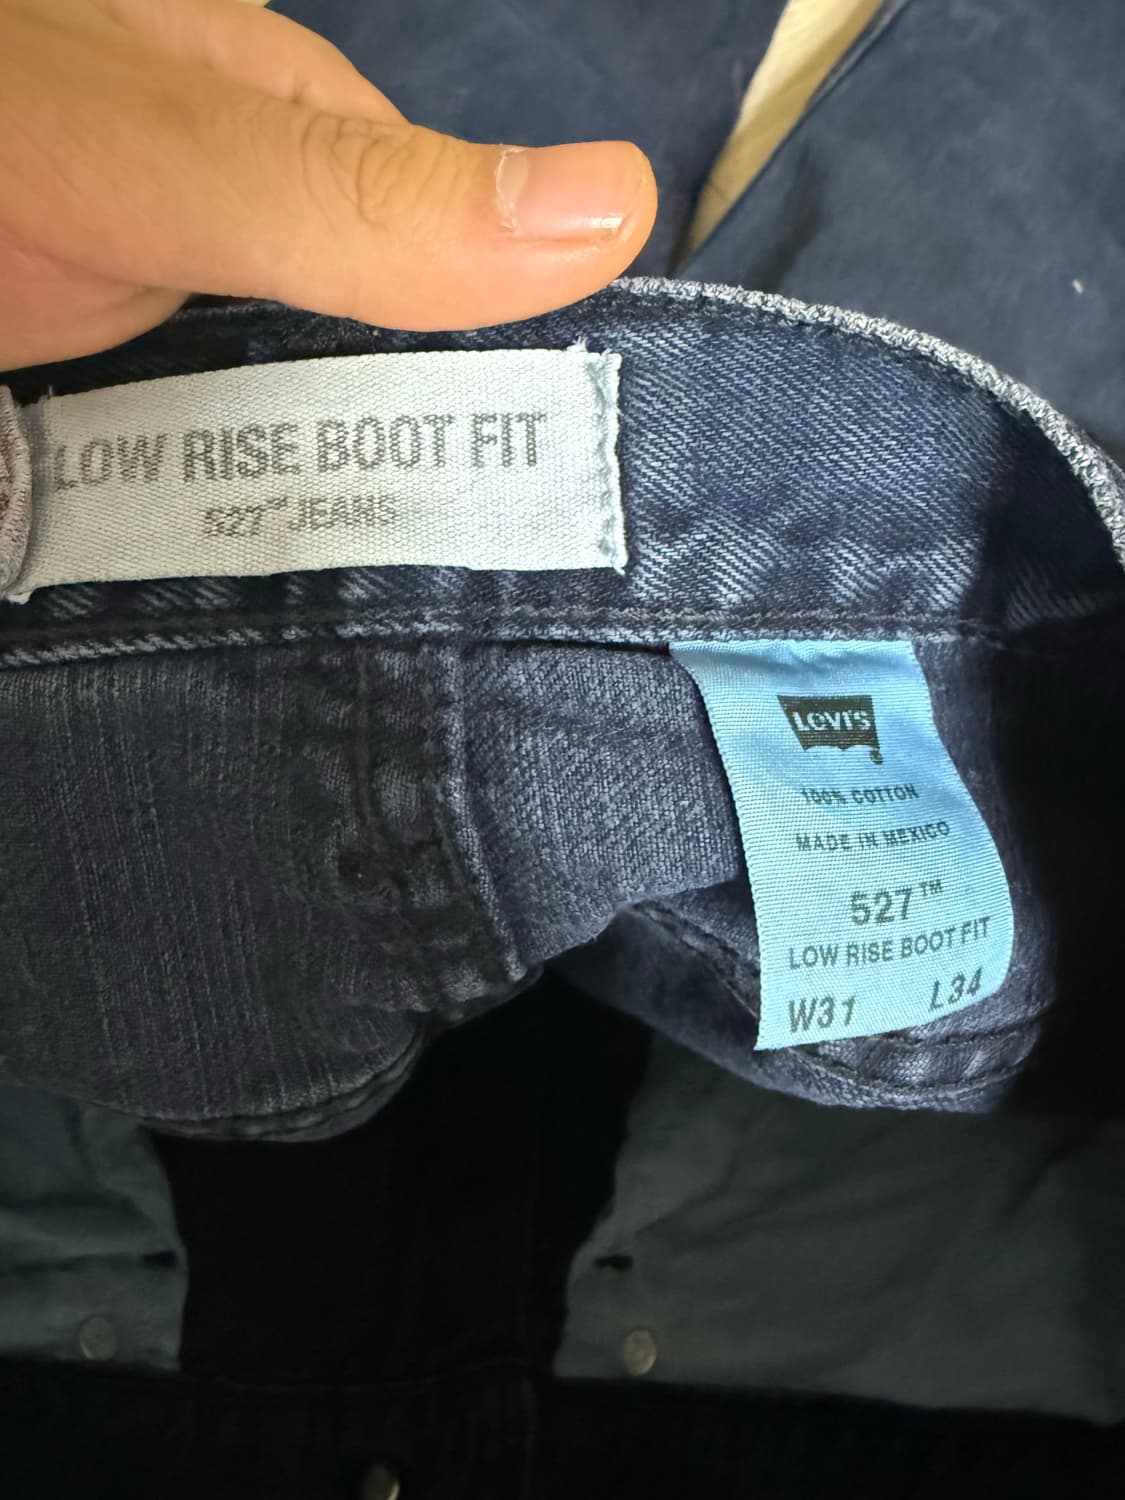 LOW RISE BOOT FIT
527™ JEANS
Levi's
100% COTTON
MADE IN MEXICO
527™
LOW RISE BOOT FIT
W31 L34